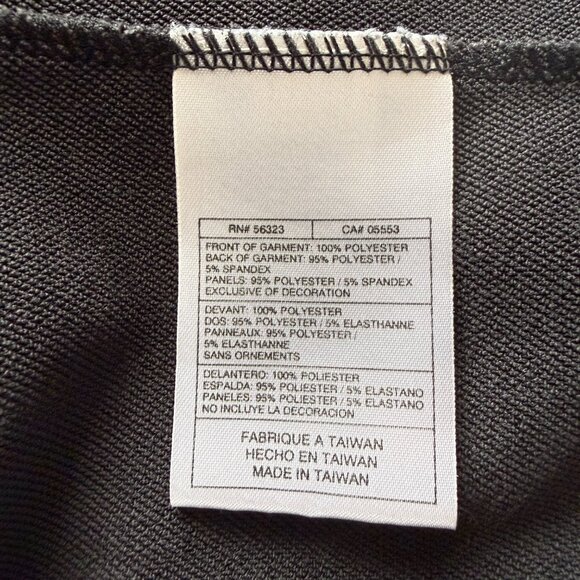 RN# 56323 CA# 05553
FRONT OF GARMENT: 100% POLYESTER
BACK OF GARMENT: 95% POLYESTER /
5% SPANDEX
PANELS: 95% POLYESTER / 5% SPANDEX
EXCLUSIVE OF DECORATION
DEVANT: 100% POLYESTER
DOS: 95% POLYESTER / 5% ELASTHANNE
PANNEAUX: 95% POLYESTER /
5% ELASTHANNE
SANS ORNEMENTS
DELANTERO: 100% POLIESTER
ESPALDA: 95% POLIESTER / 5% ELASTANO
PANELES: 95% POLIESTER / 5% ELASTANO
NO INCLUYE LA DECORACION
FABRIQUE A TAIWAN
HECHO EN TAIWAN
MADE IN TAIWAN